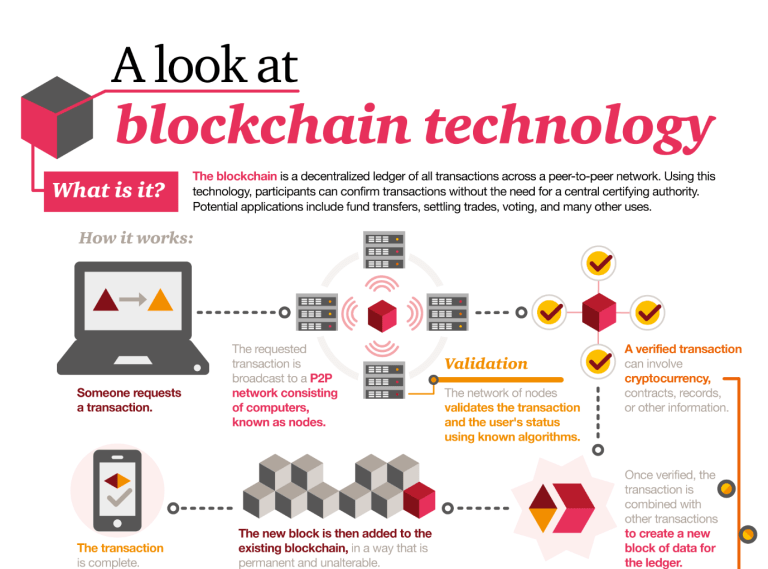 A look at
blockchain technology
What is it?
The blockchain is a decentralized ledger of all transactions across a peer-to-peer network. Using this
technology, participants can confirm transactions without the need for a central certifying authority.
Potential applications include fund transfers, settling trades, voting, and many other uses.
How it works:
Someone requests
a transaction.
The requested
transaction is
broadcast to a P2P
network consisting
of computers,
known as nodes.
Validation
The network of nodes
validates the transaction
and the user's status
using known algorithms.
A verified transaction
can involve
cryptocurrency,
contracts, records,
or other information.
Once verified, the
transaction is
combined with
other transactions
to create a new
block of data for
the ledger.
The new block is then added to the
existing blockchain, in a way that is
permanent and unalterable.
The transaction
is complete.